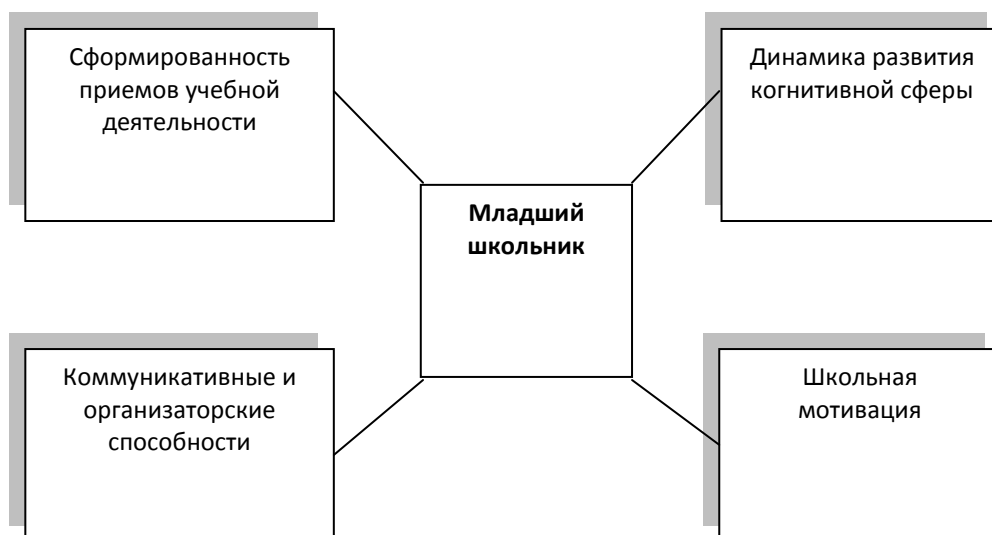 Сформированность
приемов учебной
деятельности
Динамика развития
когнитивной сферы
Младший
школьник
Коммуникативные и
организаторские
способности
Школьная
мотивация